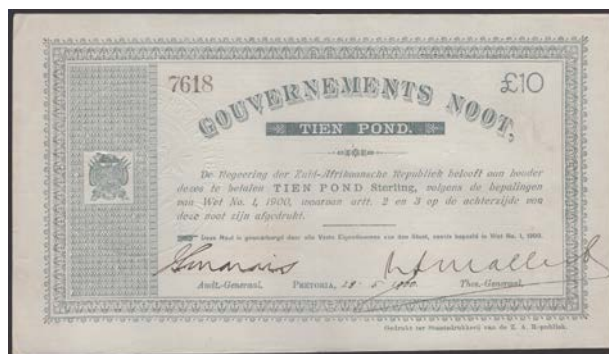 7618 £10
GOUVERNEMENTS NOOT,
TIEN POND.
De Regeering der Zuid-Afrikaansche Republiek belooft aan houder
dezes te betalen TIEN POND Sterling, volgens de bepalingen
van Wet No. 1, 1900, waarvan artt. 2 en 3 op de achterzijde van
deze noot zijn afgedrukt.
Deze Noot is gewaarborgd door alle Vaste Eigendommen van den Staat, zooals bepaald in Wet No. 1, 1900.
Audt.-Generaal. PRETORIA, 28 5 1900 Thes.-Generaal.
Gedrukt ter Staatsdrukkerij van de Z. A. Republiek.